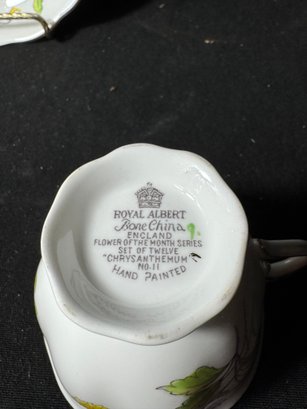 ROYAL ALBERT
Bone China
ENGLAND
FLOWER OF THE MONTH SERIES
SET OF TWELVE
"CHRYSANTHEMUM"
NO. 11
HAND PAINTED